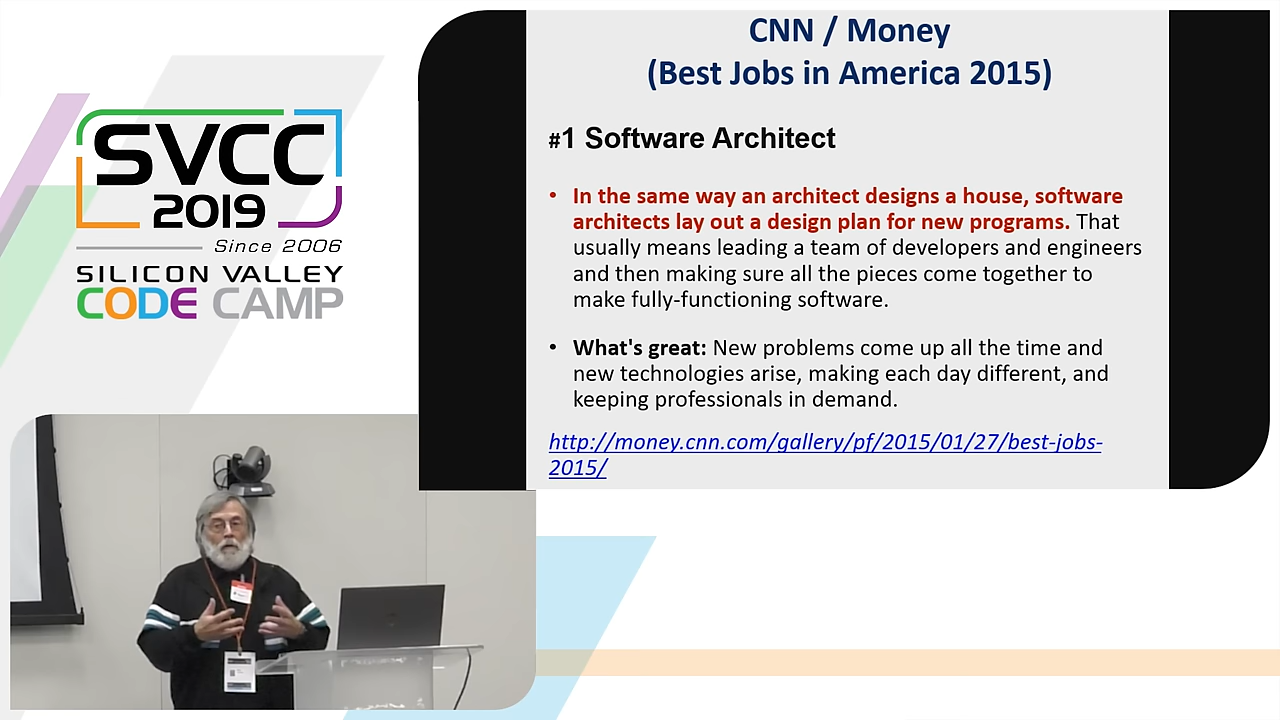 SVCC
2019
Since 2006
SILICON VALLEY
CODE CAMP
CNN / Money
(Best Jobs in America 2015)
#1 Software Architect
• In the same way an architect designs a house, software
architects lay out a design plan for new programs. That
usually means leading a team of developers and engineers
and then making sure all the pieces come together to
make fully-functioning software.
• What's great: New problems come up all the time and
new technologies arise, making each day different, and
keeping professionals in demand.
http://money.cnn.com/gallery/pf/2015/01/27/best-jobs-
2015/